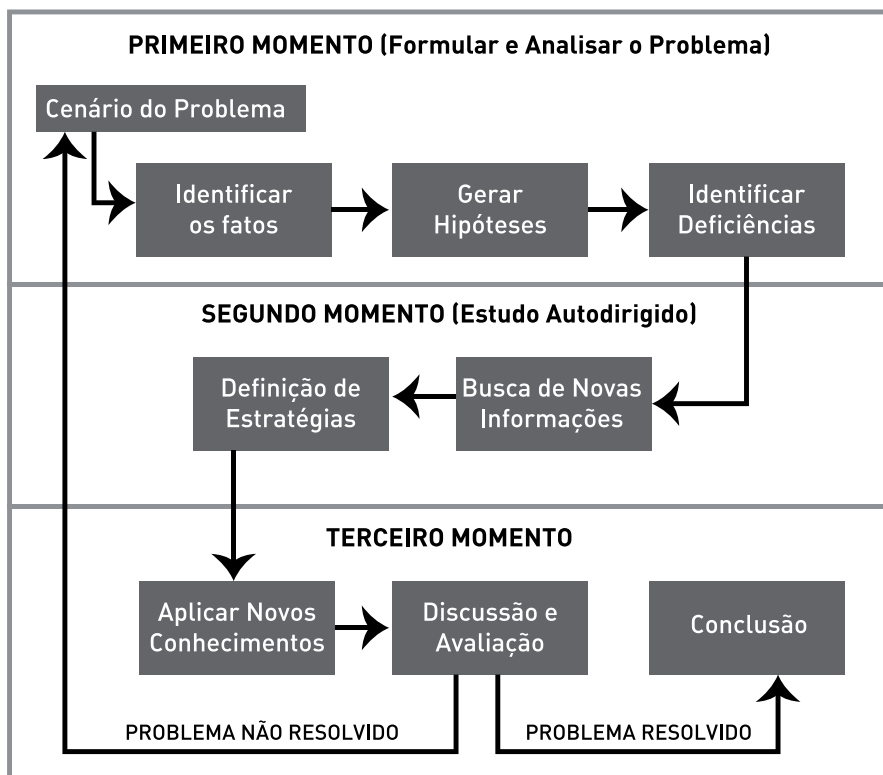 PRIMEIRO MOMENTO (Formular e Analisar o Problema)
Cenário do Problema
Identificar
os fatos
Gerar
Hipóteses
Identificar
Deficiências
SEGUNDO MOMENTO (Estudo Autodirigido)
Definição de
Estratégias
Busca de Novas
Informações
TERCEIRO MOMENTO
Aplicar Novos
Conhecimentos
Discussão e
Avaliação
Conclusão
PROBLEMA NÃO RESOLVIDO
PROBLEMA RESOLVIDO